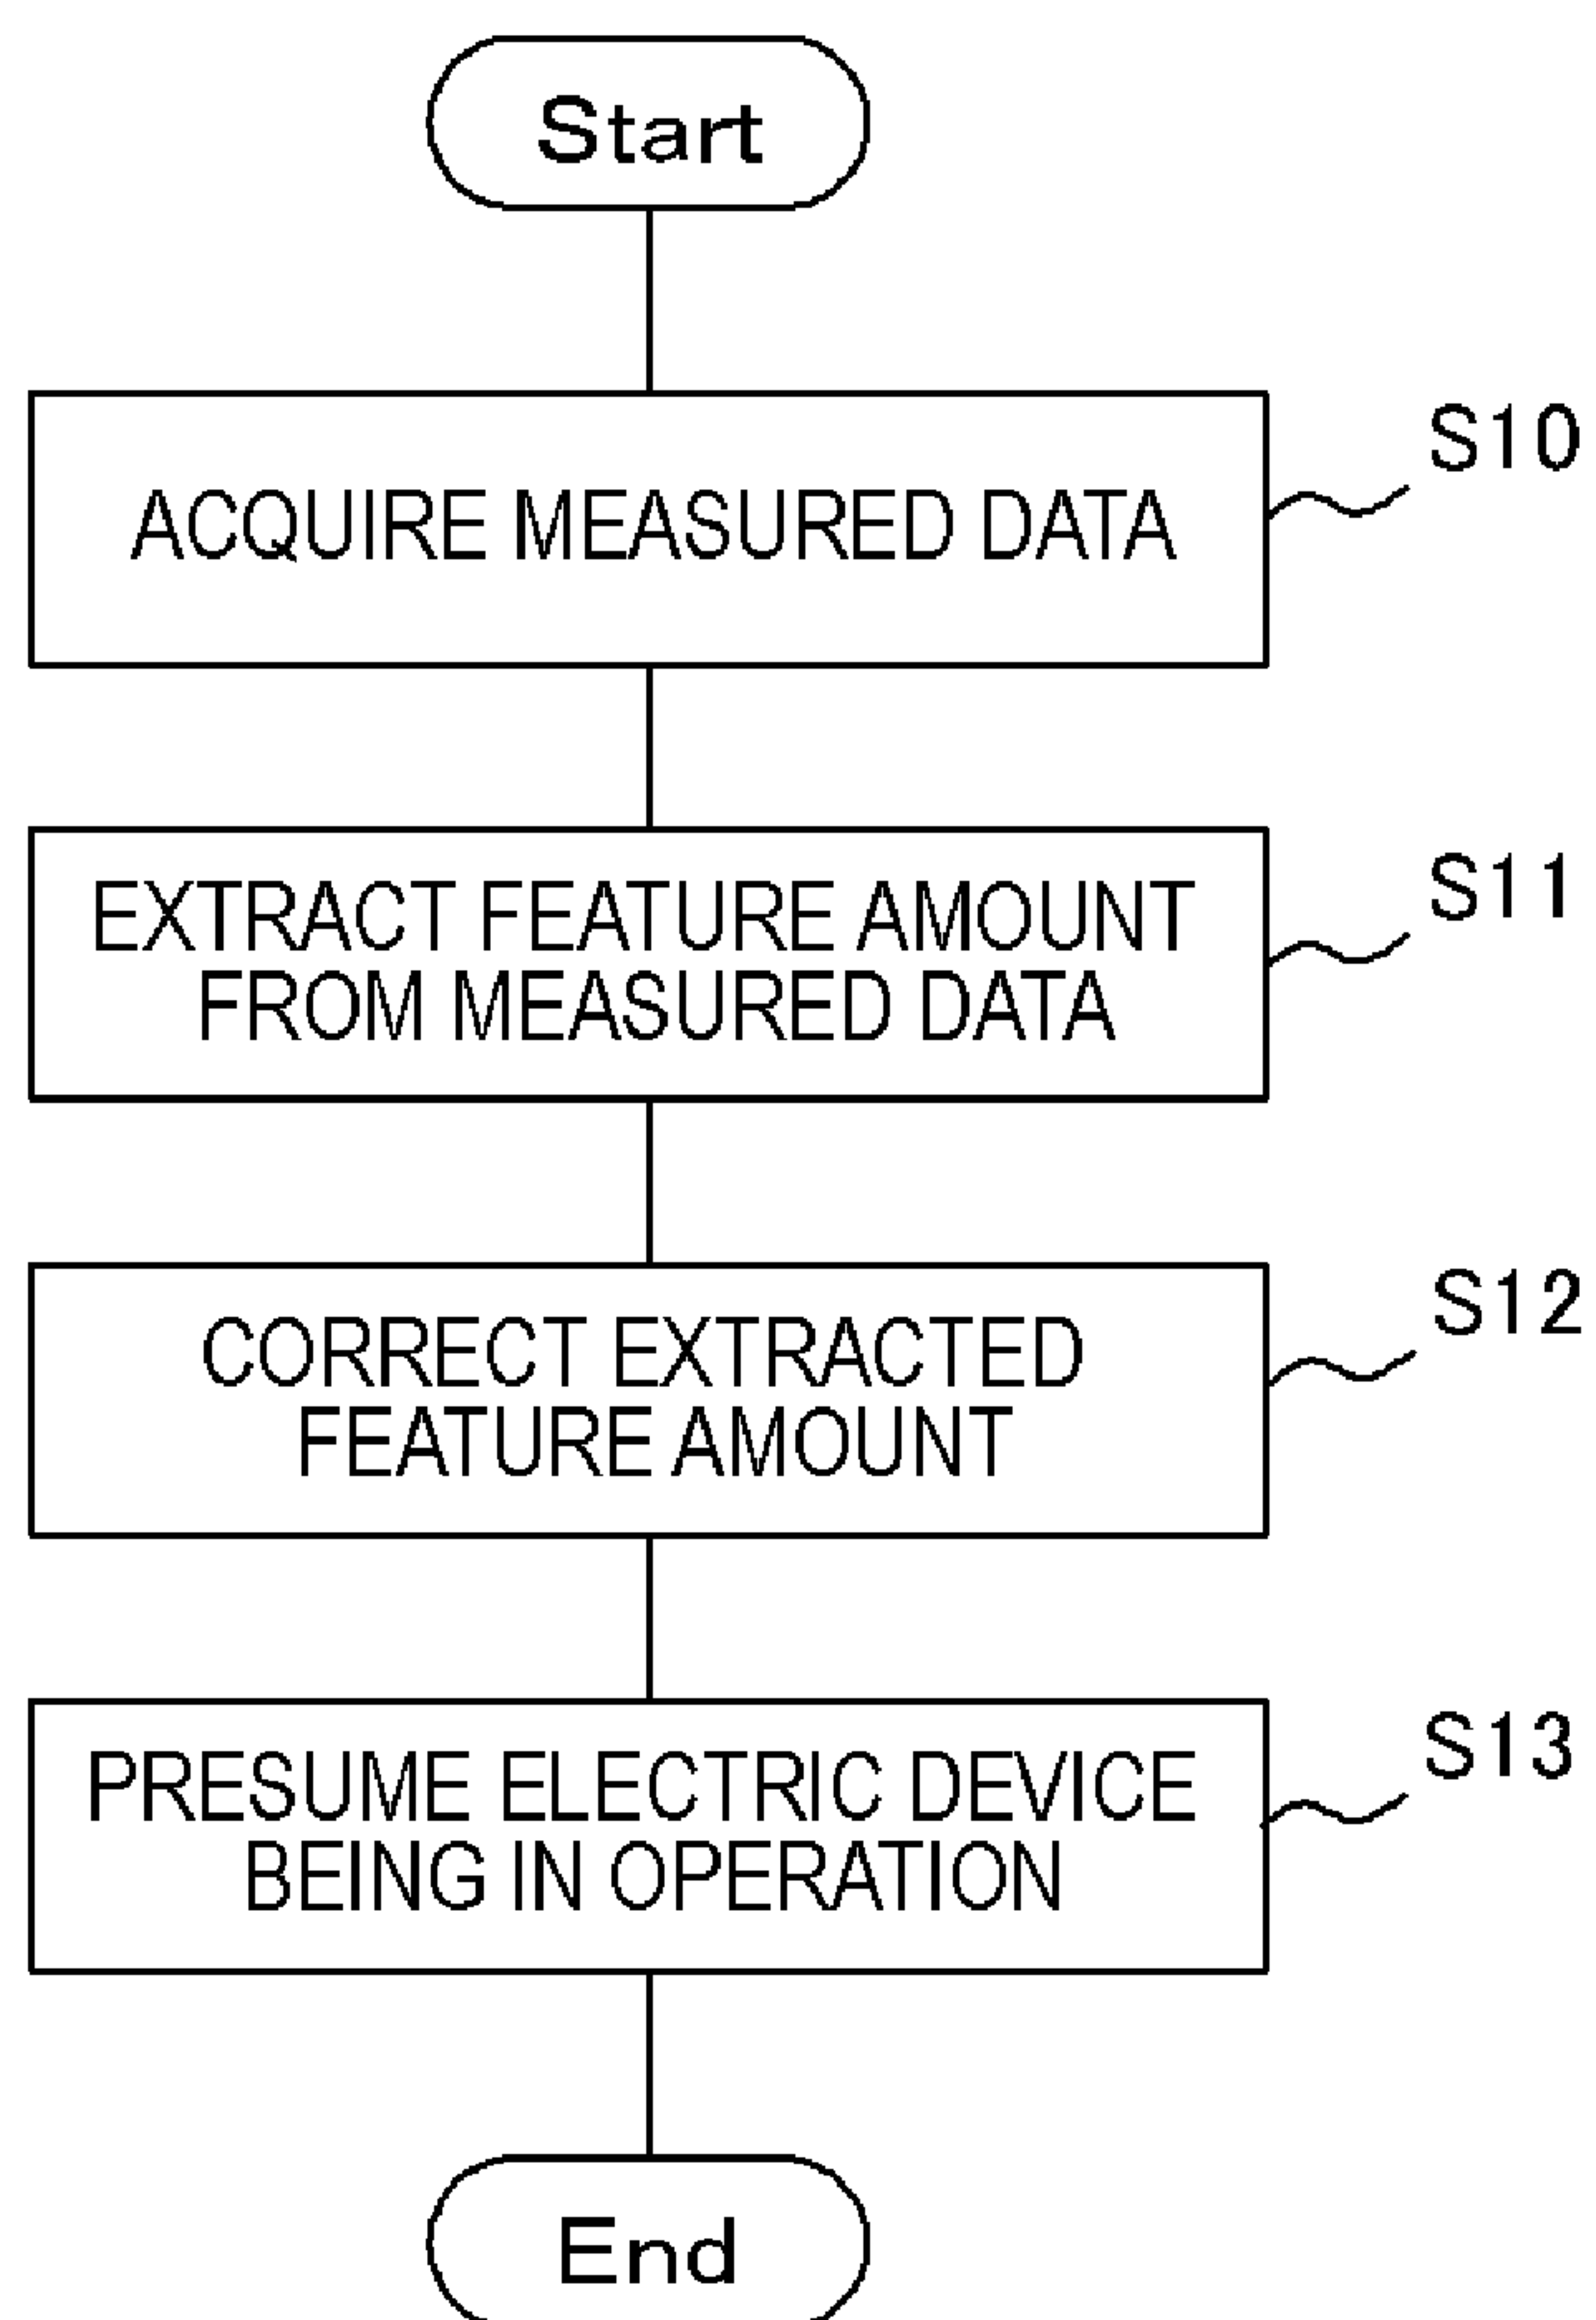 Start
ACQUIRE MEASURED DATA
S10
EXTRACT FEATURE AMOUNT
FROM MEASURED DATA
S11
CORRECT EXTRACTED
FEATURE AMOUNT
S12
PRESUME ELECTRIC DEVICE
BEING IN OPERATION
S13
End